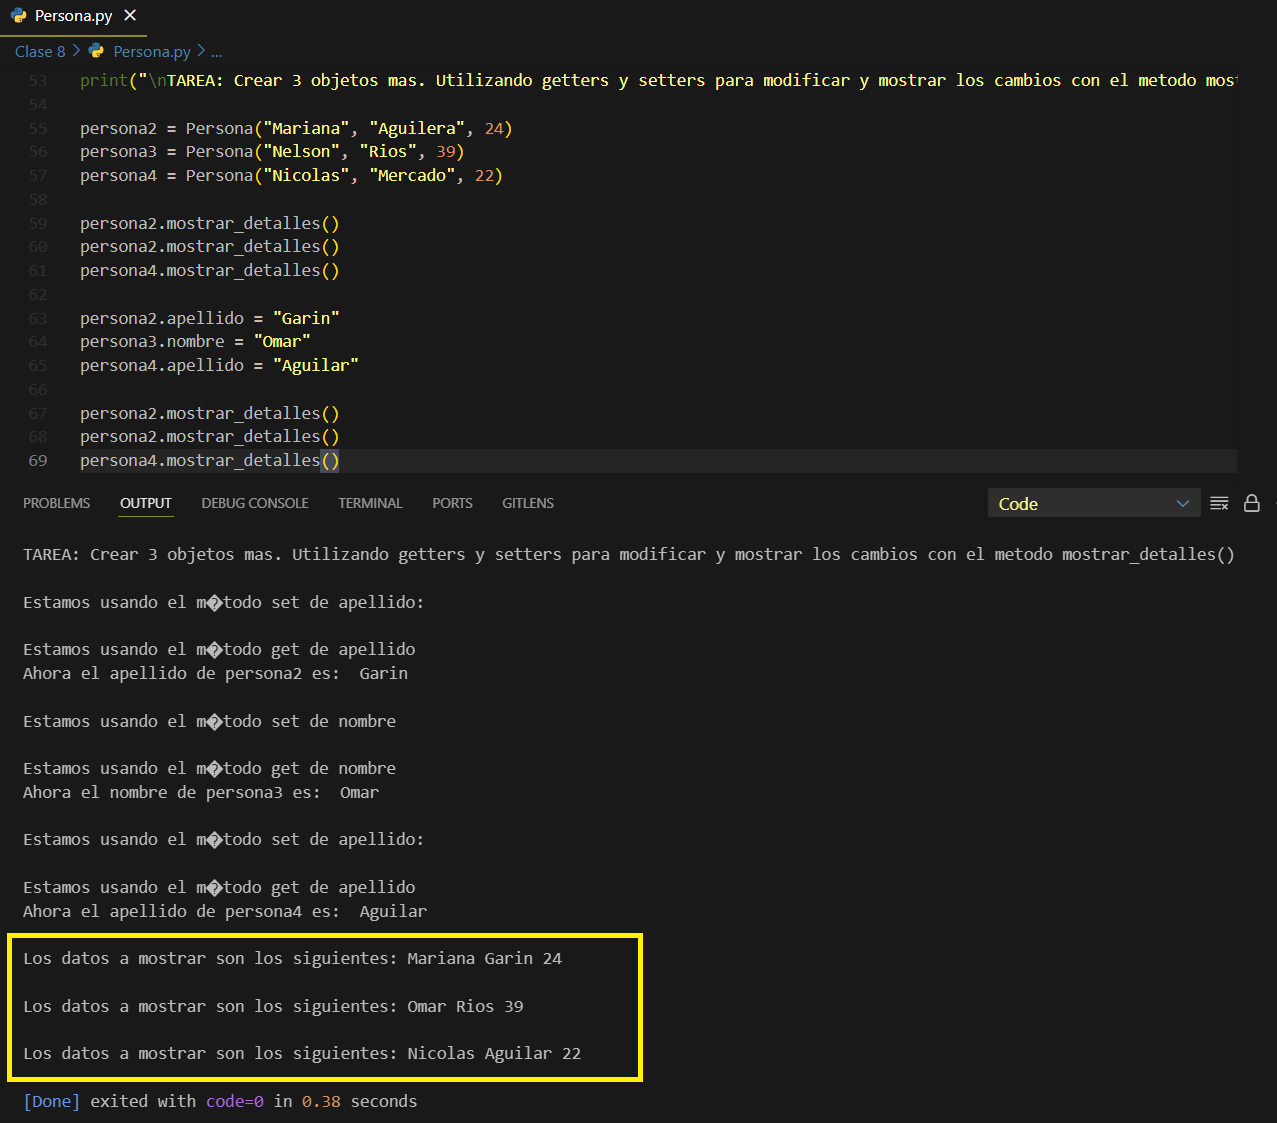 Persona.py
Clase 8 > Persona.py > ...
53 print("\nTAREA: Crear 3 objetos mas. Utilizando getters y setters para modificar y mostrar los cambios con el metodo most
54
55 persona2 = Persona("Mariana", "Aguilera", 24)
56 persona3 = Persona("Nelson", "Rios", 39)
57 persona4 = Persona("Nicolas", "Mercado", 22)
58
59 persona2.mostrar_detalles()
60 persona2.mostrar_detalles()
61 persona4.mostrar_detalles()
62
63 persona2.apellido = "Garin"
64 persona3.nombre = "Omar"
65 persona4.apellido = "Aguilar"
66
67 persona2.mostrar_detalles()
68 persona2.mostrar_detalles()
69 persona4.mostrar_detalles()
PROBLEMS OUTPUT DEBUG CONSOLE TERMINAL PORTS GITLENS Code
TAREA: Crear 3 objetos mas. Utilizando getters y setters para modificar y mostrar los cambios con el metodo mostrar_detalles()
Estamos usando el m�todo set de apellido:
Estamos usando el m�todo get de apellido
Ahora el apellido de persona2 es:  Garin
Estamos usando el m�todo set de nombre
Estamos usando el m�todo get de nombre
Ahora el nombre de persona3 es:  Omar
Estamos usando el m�todo set de apellido:
Estamos usando el m�todo get de apellido
Ahora el apellido de persona4 es:  Aguilar
Los datos a mostrar son los siguientes: Mariana Garin 24
Los datos a mostrar son los siguientes: Omar Rios 39
Los datos a mostrar son los siguientes: Nicolas Aguilar 22
[Done] exited with code=0 in 0.38 seconds